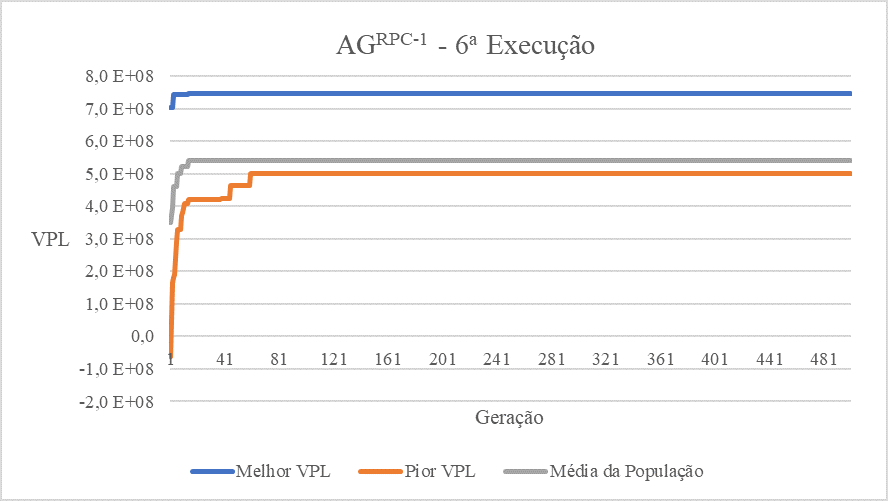 AGRPC-1 - 6ª Execução
8,0 E+08
7,0 E+08
6,0 E+08
5,0 E+08
4,0 E+08
3,0 E+08
VPL
2,0 E+08
1,0 E+08
0,0
1 41 81 121 161 201 241 281 321 361 401 441 481
-1,0 E+08
-2,0 E+08
Geração
Melhor VPL Pior VPL Média da População